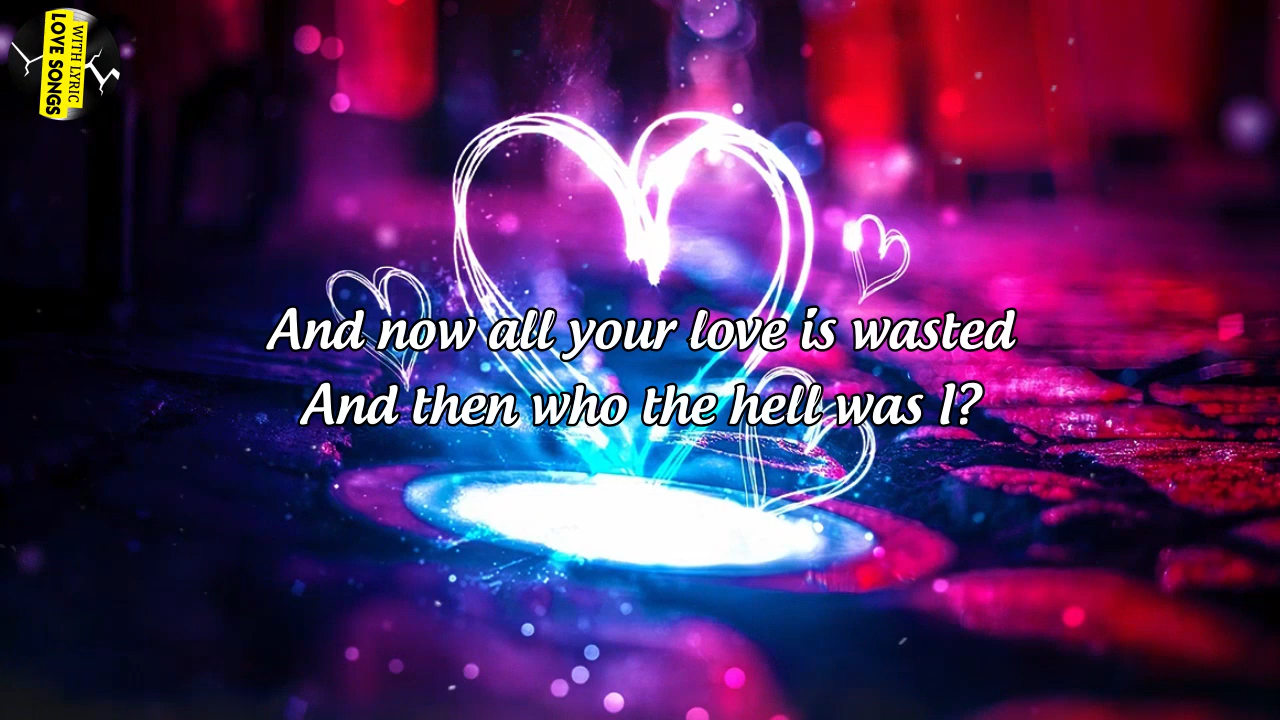 LOVE SONGS
WITH LYRIC
And now all your love is wasted
And then who the hell was I?